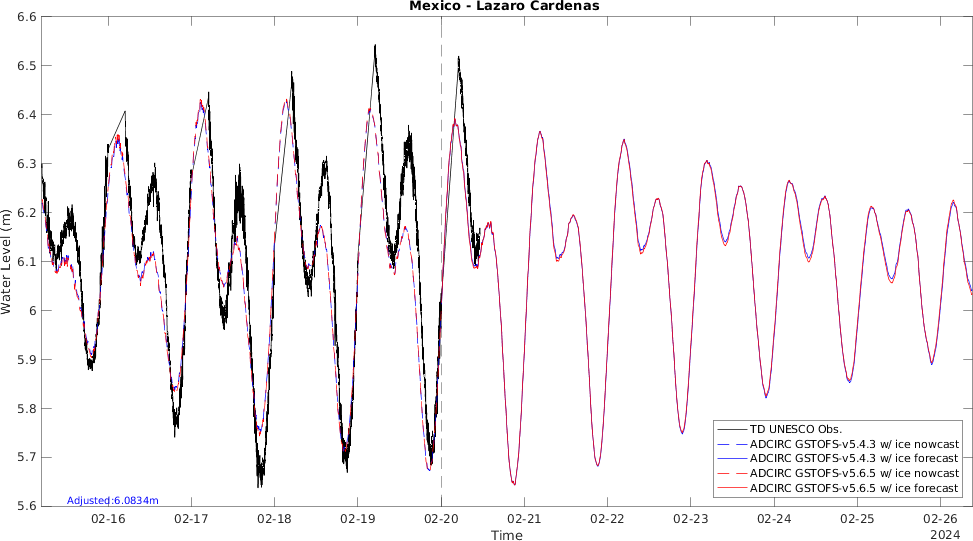 Mexico - Lazaro Cardenas
6.6
6.5
6.4
6.3
6.2
6.1
6
5.9
5.8
5.7
5.6
Water Level (m)
Adjusted:6.0834m
TD UNESCO Obs.
ADCIRC GSTOFS-v5.4.3 w/ ice nowcast
ADCIRC GSTOFS-v5.4.3 w/ ice forecast
ADCIRC GSTOFS-v5.6.5 w/ ice nowcast
ADCIRC GSTOFS-v5.6.5 w/ ice forecast
02-16 02-17 02-18 02-19 02-20 02-21 02-22 02-23 02-24 02-25 02-26
Time
2024